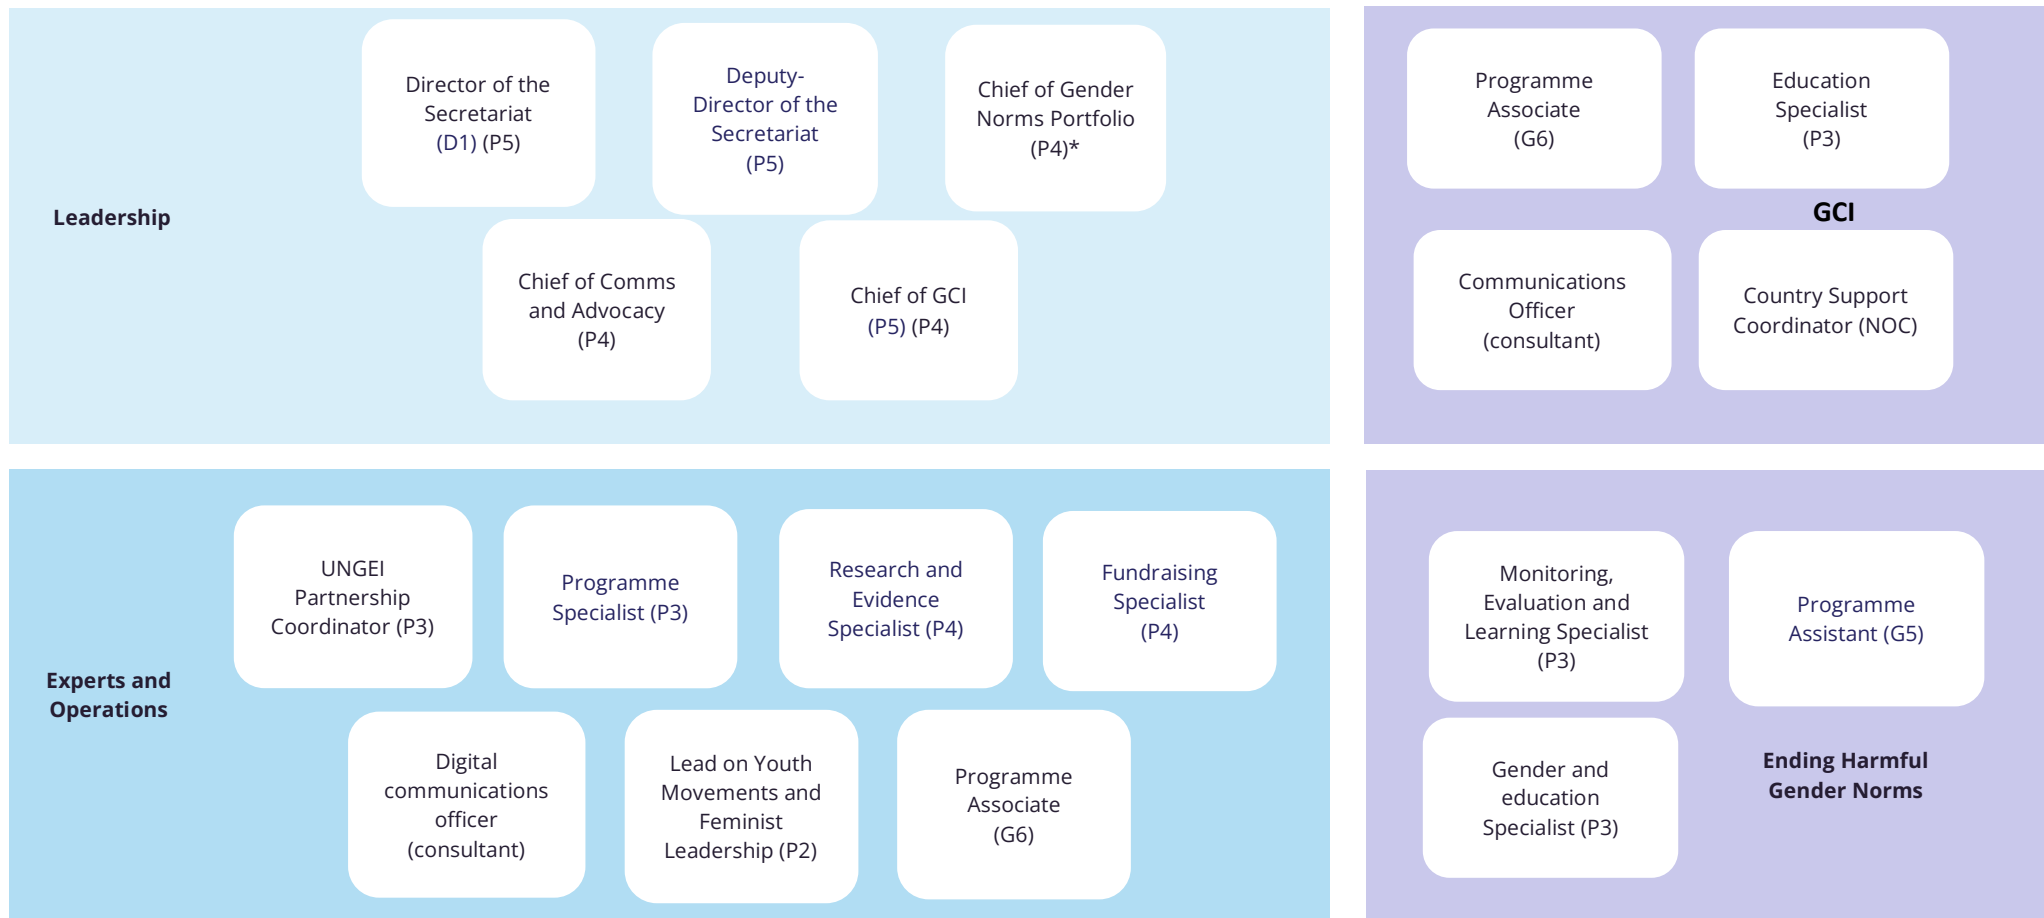 Leadership
Director of the
Secretariat
(D1) (P5)
Deputy-
Director of the
Secretariat
(P5)
Chief of Gender
Norms Portfolio
(P4)*
Chief of Comms
and Advocacy
(P4)
Chief of GCI
(P5) (P4)
Programme
Associate
(G6)
Education
Specialist
(P3)
GCI
Communications
Officer
(consultant)
Country Support
Coordinator (NOC)
Experts and
Operations
UNGEI
Partnership
Coordinator (P3)
Programme
Specialist (P3)
Research and
Evidence
Specialist (P4)
Fundraising
Specialist
(P4)
Digital
communications
officer
(consultant)
Lead on Youth
Movements and
Feminist
Leadership (P2)
Programme
Associate
(G6)
Monitoring,
Evaluation and
Learning Specialist
(P3)
Programme
Assistant (G5)
Gender and
education
Specialist (P3)
Ending Harmful
Gender Norms